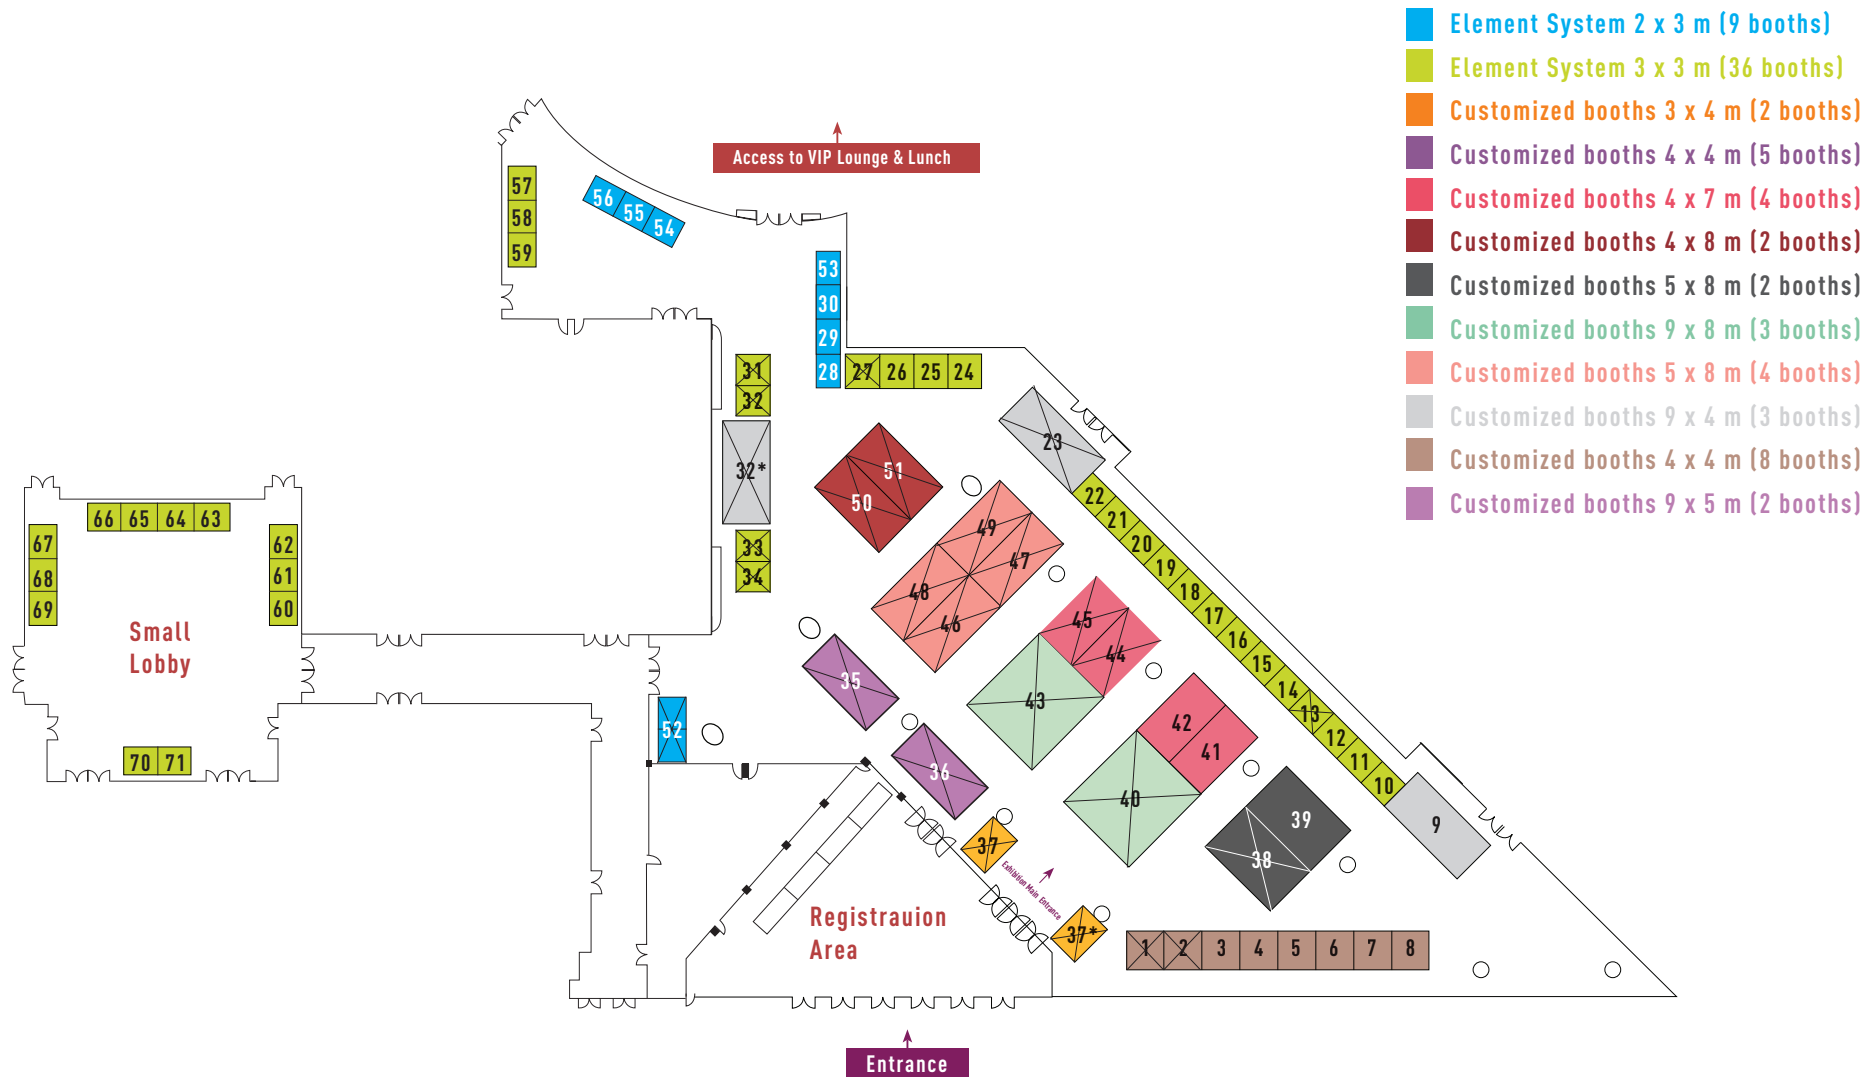 Element System 2 x 3 m (9 booths)
Element System 3 x 3 m (36 booths)
Customized booths 3 x 4 m (2 booths)
Customized booths 4 x 4 m (5 booths)
Customized booths 4 x 7 m (4 booths)
Customized booths 4 x 8 m (2 booths)
Customized booths 5 x 8 m (2 booths)
Customized booths 9 x 8 m (3 booths)
Customized booths 5 x 8 m (4 booths)
Customized booths 9 x 4 m (3 booths)
Customized booths 4 x 4 m (8 booths)
Customized booths 9 x 5 m (2 booths)
Access to VIP Lounge & Lunch
57
58
59
56 55 54
53
30
29
28
27 26 25 24
31
32
32*
33
34
23
22
21
20
19
18
17
16
15
14
13
12
11
10
9
51
50
49
47
48
46
45
44
43
42
41
40
39
38
35
36
37
37*
52
66 65 64 63
67
68
69
62
61
60
Small
Lobby
70 71
Exhibition Main Entrance
Registrauion
Area
1 2 3 4 5 6 7 8
Entrance